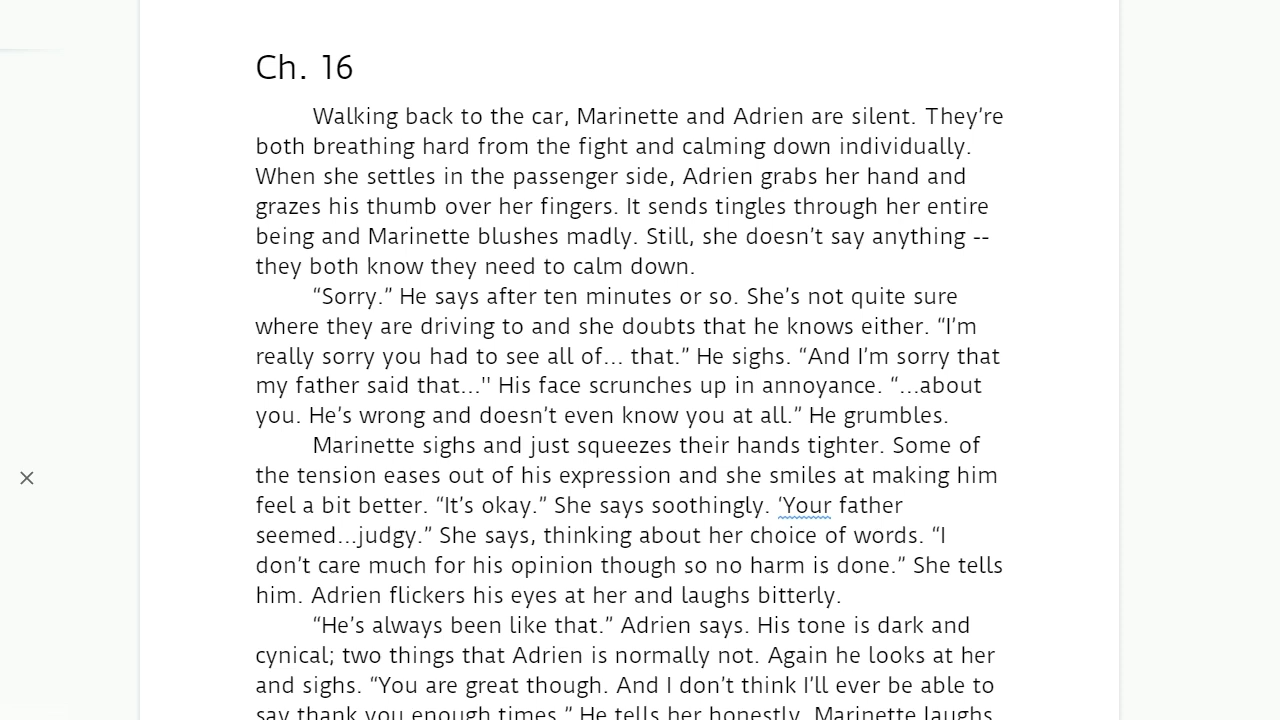 Ch. 16
Walking back to the car, Marinette and Adrien are silent. They’re
both breathing hard from the fight and calming down individually.
When she settles in the passenger side, Adrien grabs her hand and
grazes his thumb over her fingers. It sends tingles through her entire
being and Marinette blushes madly. Still, she doesn’t say anything --
they both know they need to calm down.
“Sorry.” He says after ten minutes or so. She’s not quite sure
where they are driving to and she doubts that he knows either. “I’m
really sorry you had to see all of... that.” He sighs. “And I’m sorry that
my father said that..." His face scrunches up in annoyance. “...about
you. He’s wrong and doesn’t even know you at all.” He grumbles.
Marinette sighs and just squeezes their hands tighter. Some of
the tension eases out of his expression and she smiles at making him
feel a bit better. “It’s okay.” She says soothingly. ‘Your father
seemed...judgy.” She says, thinking about her choice of words. “I
don’t care much for his opinion though so no harm is done.” She tells
him. Adrien flickers his eyes at her and laughs bitterly.
“He’s always been like that.” Adrien says. His tone is dark and
cynical; two things that Adrien is normally not. Again he looks at her
and sighs. “You are great though. And I don’t think I’ll ever be able to
say thank you enough times.” He tells her honestly. Marinette laughs